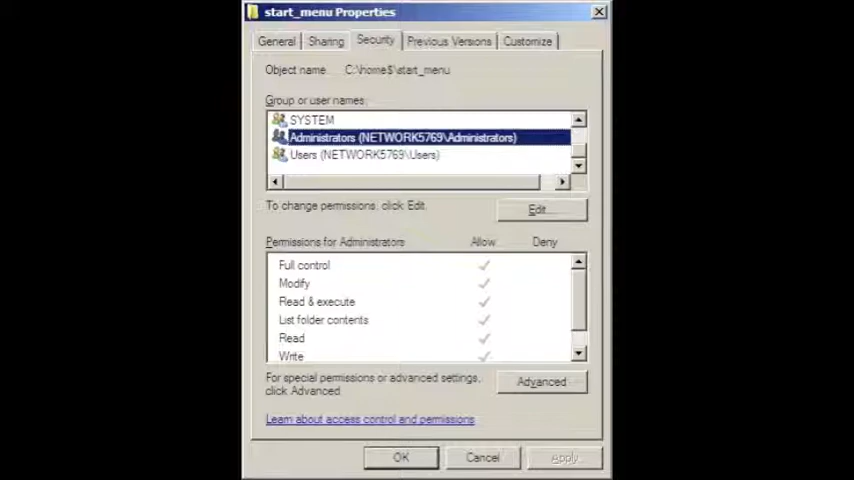 start_menu Properties
General Sharing Security Previous Versions Customize
Object name: C:\home$\start_menu
Group or user names:
SYSTEM
Administrators (NETWORK5769\Administrators)
Users (NETWORK5769\Users)
To change permissions, click Edit.
Edit...
Permissions for Administrators Allow Deny
Full control
Modify
Read & execute
List folder contents
Read
Write
For special permissions or advanced settings,
click Advanced.
Advanced
Learn about access control and permissions
OK Cancel Apply